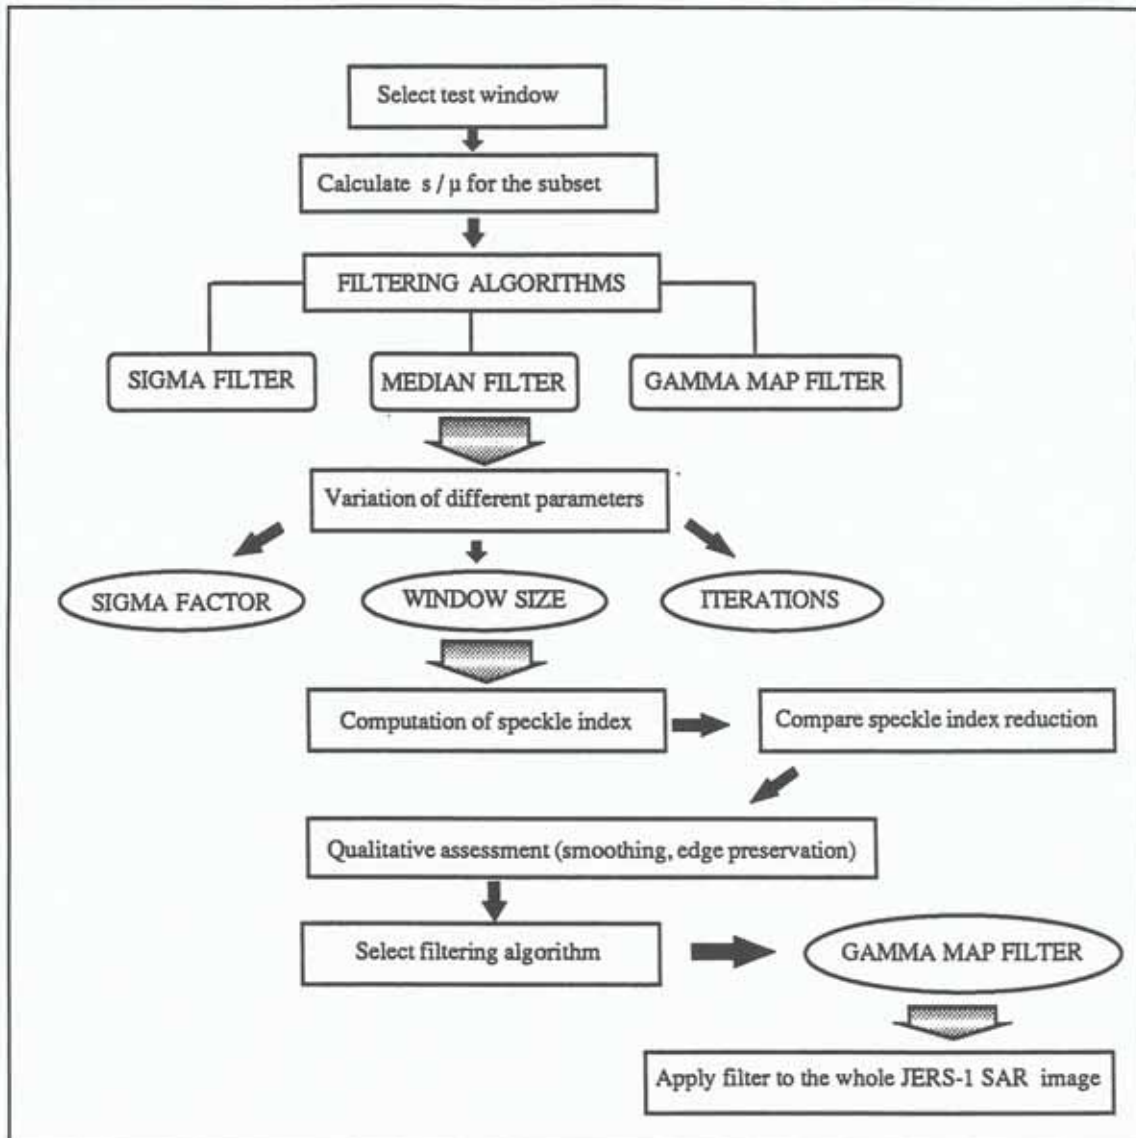 Select test window
Calculate s / µ for the subset
FILTERING ALGORITHMS
SIGMA FILTER
MEDIAN FILTER
GAMMA MAP FILTER
Variation of different parameters
SIGMA FACTOR
WINDOW SIZE
ITERATIONS
Computation of speckle index
Compare speckle index reduction
Qualitative assessment (smoothing, edge preservation)
Select filtering algorithm
GAMMA MAP FILTER
Apply filter to the whole JERS-1 SAR image